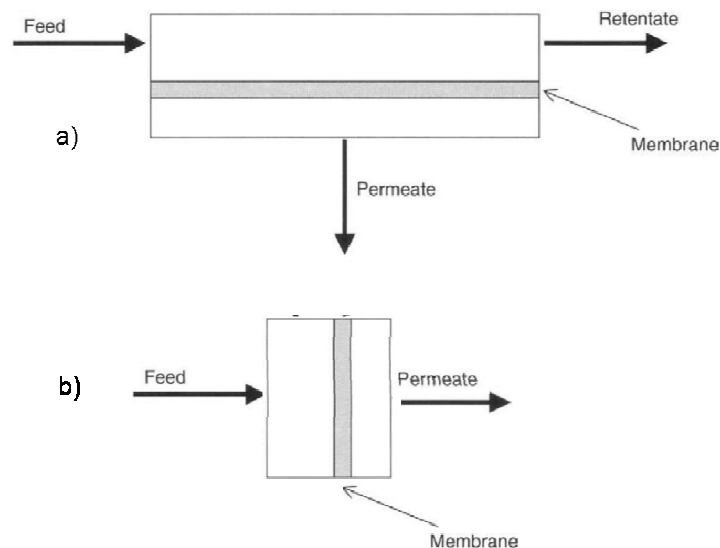 Feed
Retentate
a)
Membrane
Permeate
b)
Feed
Permeate
Membrane